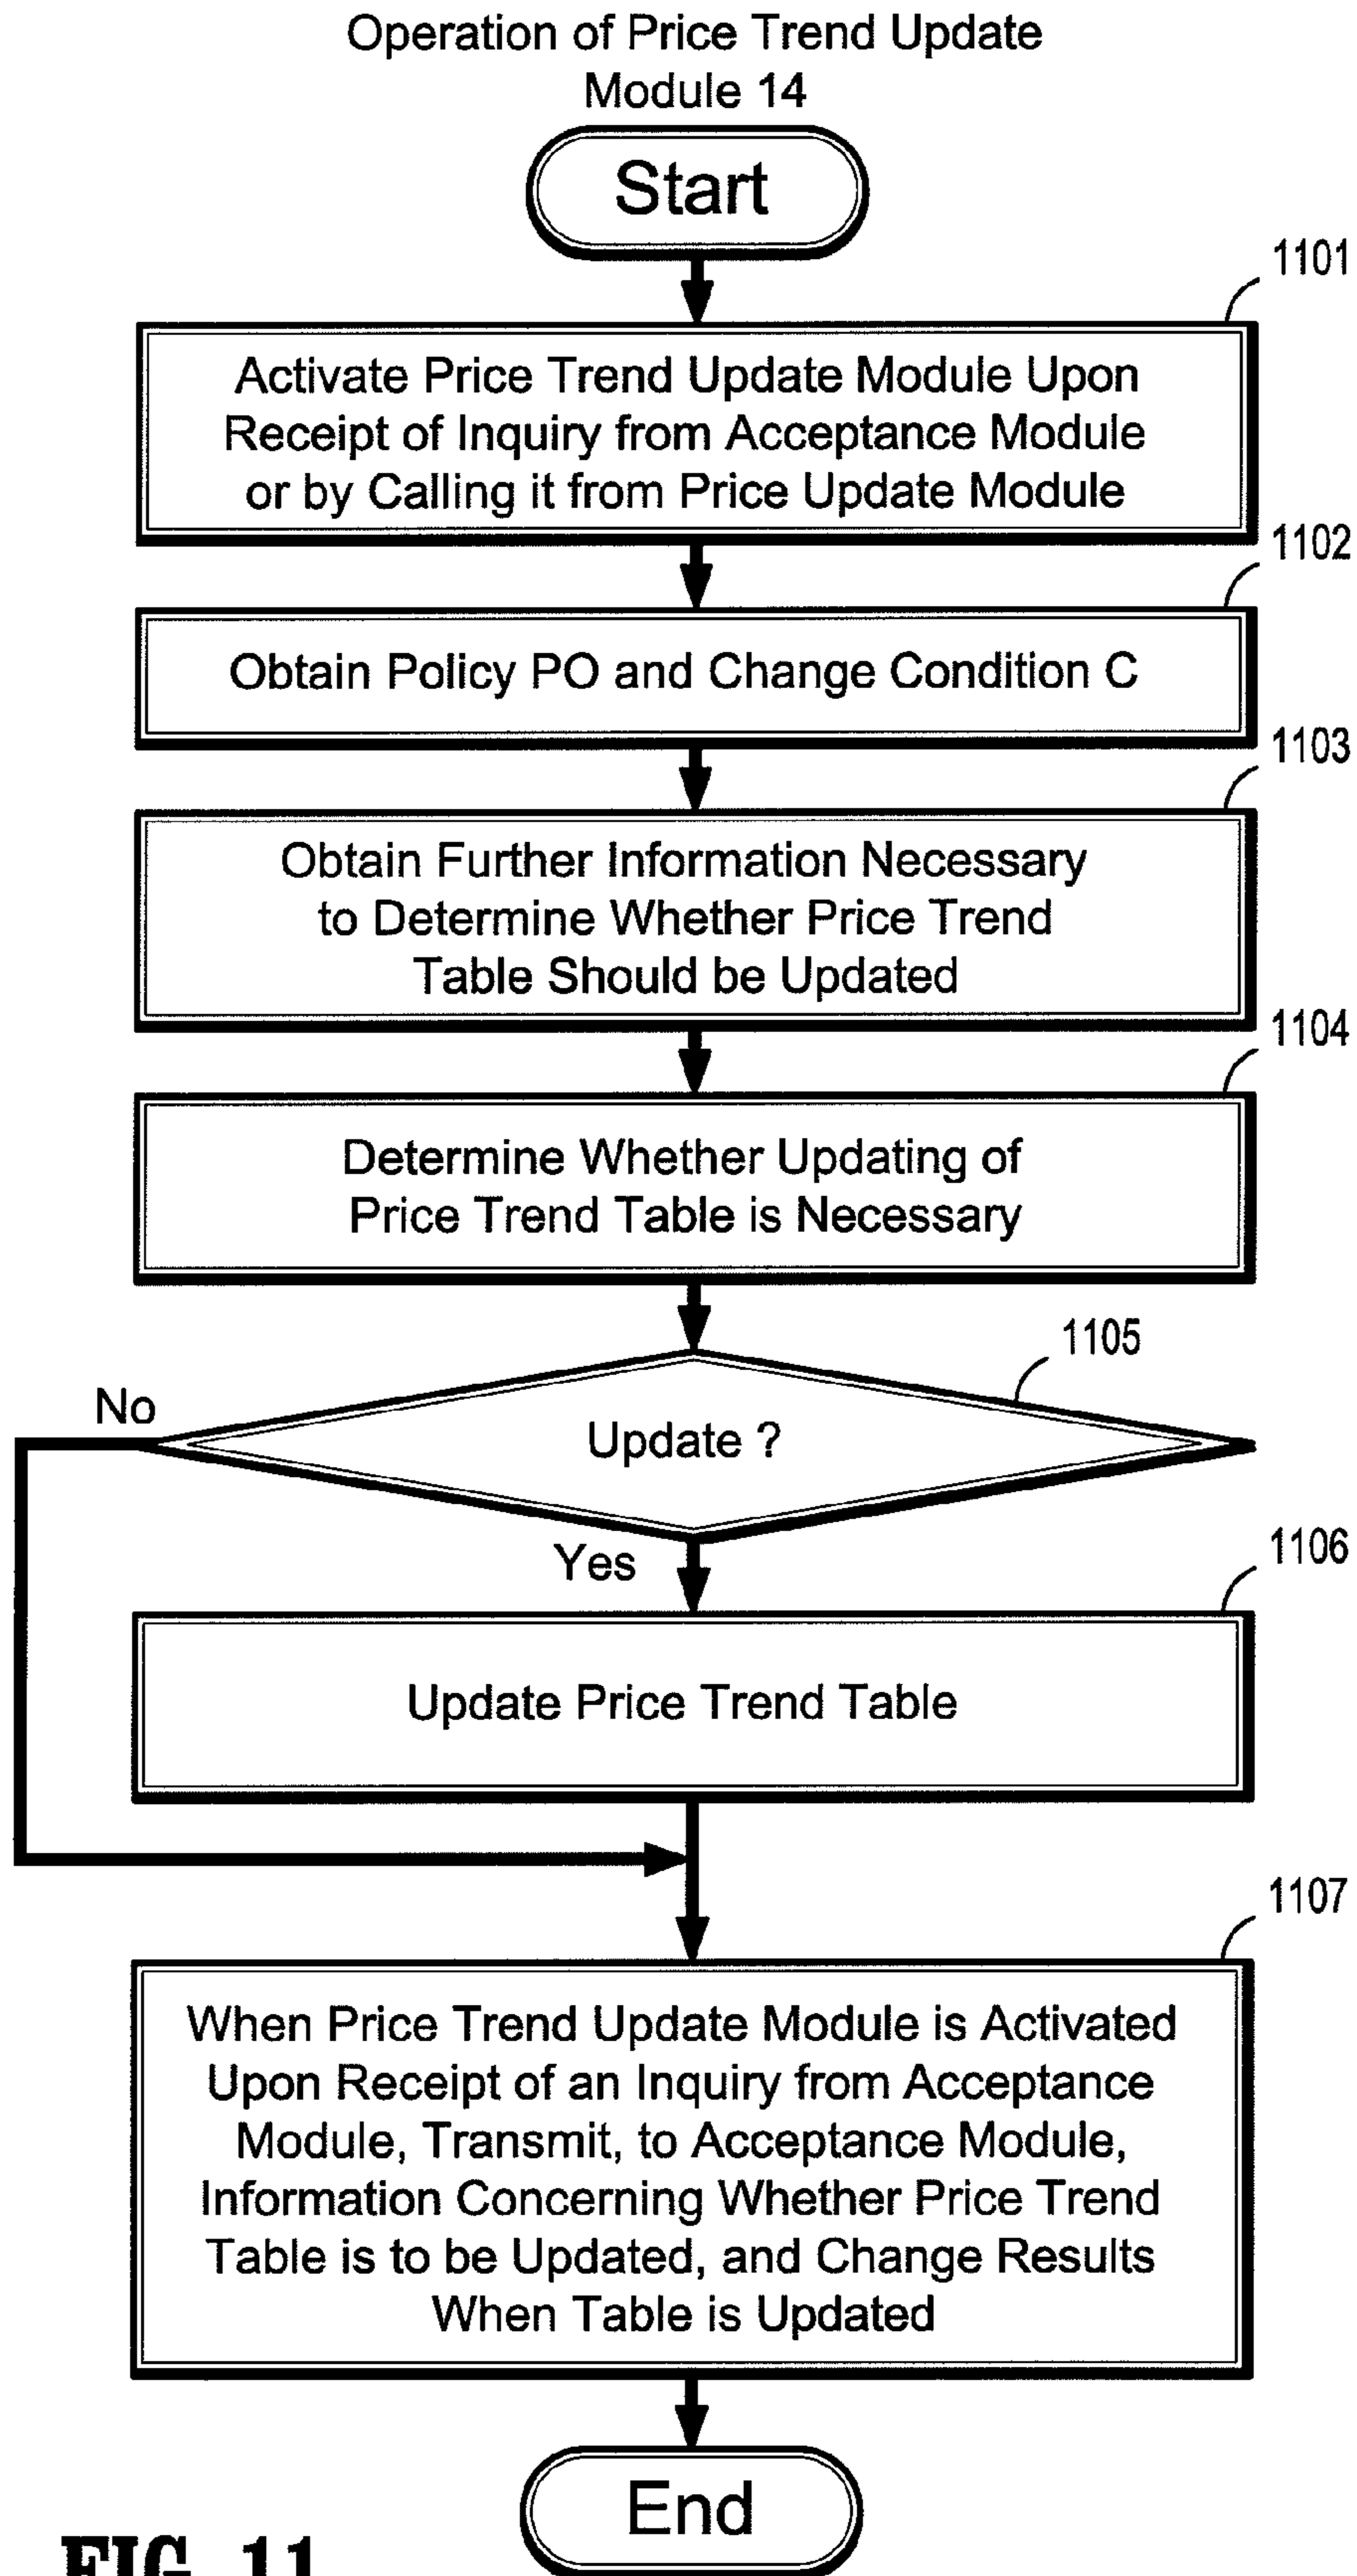 Operation of Price Trend Update
Module 14
Start
1101
Activate Price Trend Update Module Upon
Receipt of Inquiry from Acceptance Module
or by Calling it from Price Update Module
1102
Obtain Policy PO and Change Condition C
1103
Obtain Further Information Necessary
to Determine Whether Price Trend
Table Should be Updated
1104
Determine Whether Updating of
Price Trend Table is Necessary
1105
No
Update ?
Yes
1106
Update Price Trend Table
1107
When Price Trend Update Module is Activated
Upon Receipt of an Inquiry from Acceptance
Module, Transmit, to Acceptance Module,
Information Concerning Whether Price Trend
Table is to be Updated, and Change Results
When Table is Updated
End
FIG. 11